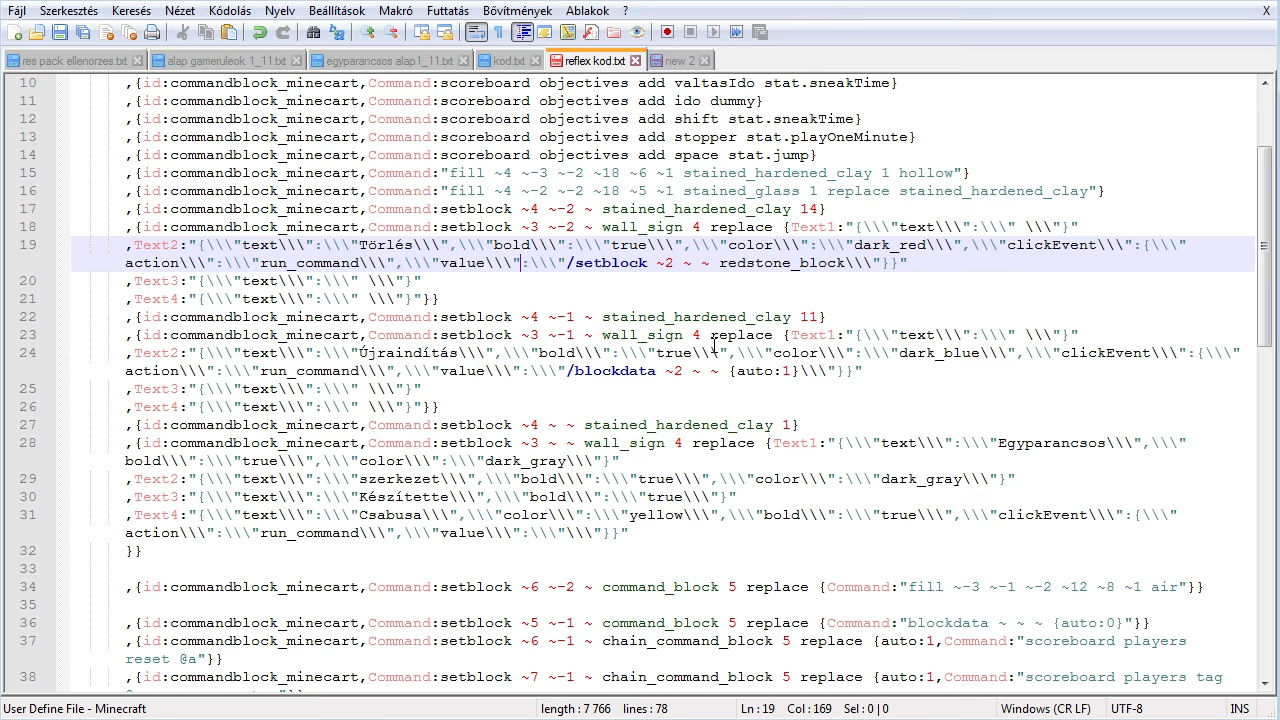 Fájl Szerkesztés Keresés Nézet Kódolás Nyelv Beállítások Makró Futtatás Bővítmények Ablakok ? X
res pack ellenorzes.txt alap gameruleok 1_11.txt egyparancsos alap1_11.txt kod.txt reflex kod.txt new 2
10 ,{id:commandblock_minecart,Command:scoreboard objectives add valtasIdo stat.sneakTime}
11 ,{id:commandblock_minecart,Command:scoreboard objectives add ido dummy}
12 ,{id:commandblock_minecart,Command:scoreboard objectives add shift stat.sneakTime}
13 ,{id:commandblock_minecart,Command:scoreboard objectives add stopper stat.playOneMinute}
14 ,{id:commandblock_minecart,Command:scoreboard objectives add space stat.jump}
15 ,{id:commandblock_minecart,Command:"fill ~4 ~-3 ~-2 ~18 ~6 ~1 stained_hardened_clay 1 hollow"}
16 ,{id:commandblock_minecart,Command:"fill ~4 ~-2 ~-2 ~18 ~5 ~1 stained_glass 1 replace stained_hardened_clay"}
17 ,{id:commandblock_minecart,Command:setblock ~4 ~-2 ~ stained_hardened_clay 14}
18 ,{id:commandblock_minecart,Command:setblock ~3 ~-2 ~ wall_sign 4 replace {Text1:"{\\\"text\\\":\\\" \\\"}"
19 ,Text2:"{\\\"text\\\":\\\"Törlés\\\",\\\"bold\\\":\\\"true\\\",\\\"color\\\":\\\"dark_red\\\",\\\"clickEvent\\\":{\\\"
action\\\":\\\"run_command\\\",\\\"value\\\":\\\"/setblock ~2 ~ ~ redstone_block\\\"}}"
20 ,Text3:"{\\\"text\\\":\\\" \\\"}"
21 ,Text4:"{\\\"text\\\":\\\" \\\"}"}}
22 ,{id:commandblock_minecart,Command:setblock ~4 ~-1 ~ stained_hardened_clay 11}
23 ,{id:commandblock_minecart,Command:setblock ~3 ~-1 ~ wall_sign 4 replace {Text1:"{\\\"text\\\":\\\" \\\"}"
24 ,Text2:"{\\\"text\\\":\\\"Újraindítás\\\",\\\"bold\\\":\\\"true\\\",\\\"color\\\":\\\"dark_blue\\\",\\\"clickEvent\\\":{\\\"
action\\\":\\\"run_command\\\",\\\"value\\\":\\\"/blockdata ~2 ~ ~ {auto:1}\\\"}}"
25 ,Text3:"{\\\"text\\\":\\\" \\\"}"
26 ,Text4:"{\\\"text\\\":\\\" \\\"}"}}
27 ,{id:commandblock_minecart,Command:setblock ~4 ~ ~ stained_hardened_clay 1}
28 ,{id:commandblock_minecart,Command:setblock ~3 ~ ~ wall_sign 4 replace {Text1:"{\\\"text\\\":\\\"Egyparancsos\\\",\\\"
bold\\\":\\\"true\\\",\\\"color\\\":\\\"dark_gray\\\"}"
29 ,Text2:"{\\\"text\\\":\\\"szerkezet\\\",\\\"bold\\\":\\\"true\\\",\\\"color\\\":\\\"dark_gray\\\"}"
30 ,Text3:"{\\\"text\\\":\\\"Készítette\\\",\\\"bold\\\":\\\"true\\\"}"
31 ,Text4:"{\\\"text\\\":\\\"Csabusa\\\",\\\"color\\\":\\\"yellow\\\",\\\"bold\\\":\\\"true\\\",\\\"clickEvent\\\":{\\\"
action\\\":\\\"run_command\\\",\\\"value\\\":\\\"\\\"}}"
32 }}
33
34 ,{id:commandblock_minecart,Command:setblock ~6 ~-2 ~ command_block 5 replace {Command:"fill ~-3 ~-1 ~-2 ~12 ~8 ~1 air"}}
35
36 ,{id:commandblock_minecart,Command:setblock ~5 ~-1 ~ command_block 5 replace {Command:"blockdata ~ ~ ~ {auto:0}"}}
37 ,{id:commandblock_minecart,Command:setblock ~6 ~-1 ~ chain_command_block 5 replace {auto:1,Command:"scoreboard players
reset @a"}}
38 ,{id:commandblock_minecart,Command:setblock ~7 ~-1 ~ chain_command_block 5 replace {auto:1,Command:"scoreboard players tag
User Define File - Minecraft length : 7 766 lines : 78 Ln : 19 Col : 169 Sel : 0 | 0 Windows (CR LF) UTF-8 INS